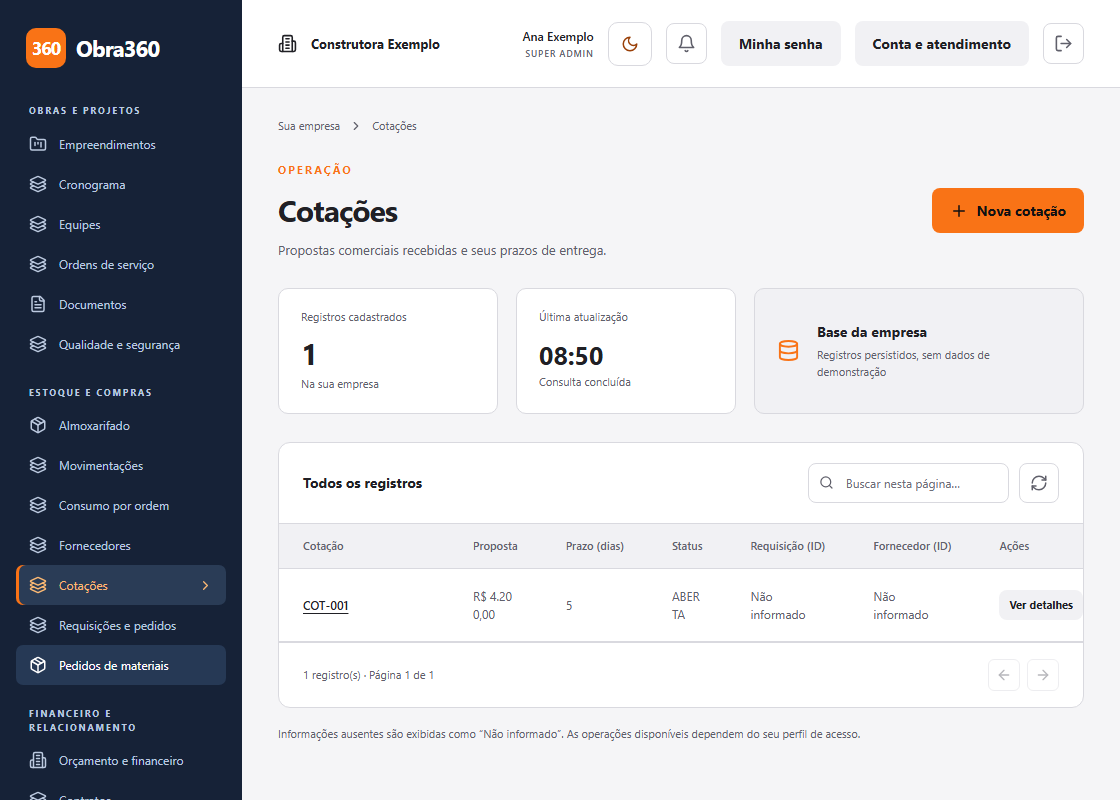 360 Obra360
OBRAS E PROJETOS
Empreendimentos
Cronograma
Equipes
Ordens de serviço
Documentos
Qualidade e segurança
ESTOQUE E COMPRAS
Almoxarifado
Movimentações
Consumo por ordem
Fornecedores
Cotações
Requisições e pedidos
Pedidos de materiais
FINANCEIRO E
RELACIONAMENTO
Orçamento e financeiro
Contratos
Construtora Exemplo
Ana Exemplo
SUPER ADMIN
Minha senha
Conta e atendimento
Sua empresa > Cotações
OPERAÇÃO
Cotações
Propostas comerciais recebidas e seus prazos de entrega.
+ Nova cotação
Registros cadastrados
1
Na sua empresa
Última atualização
08:50
Consulta concluída
Base da empresa
Registros persistidos, sem dados de
demonstração
Todos os registros
Buscar nesta página...
Cotação Proposta Prazo (dias) Status Requisição (ID) Fornecedor (ID) Ações
COT-001
R$ 4.20
0,00
5
ABER
TA
Não
informado
Não
informado
Ver detalhes
1 registro(s) · Página 1 de 1
Informações ausentes são exibidas como “Não informado”. As operações disponíveis dependem do seu perfil de acesso.